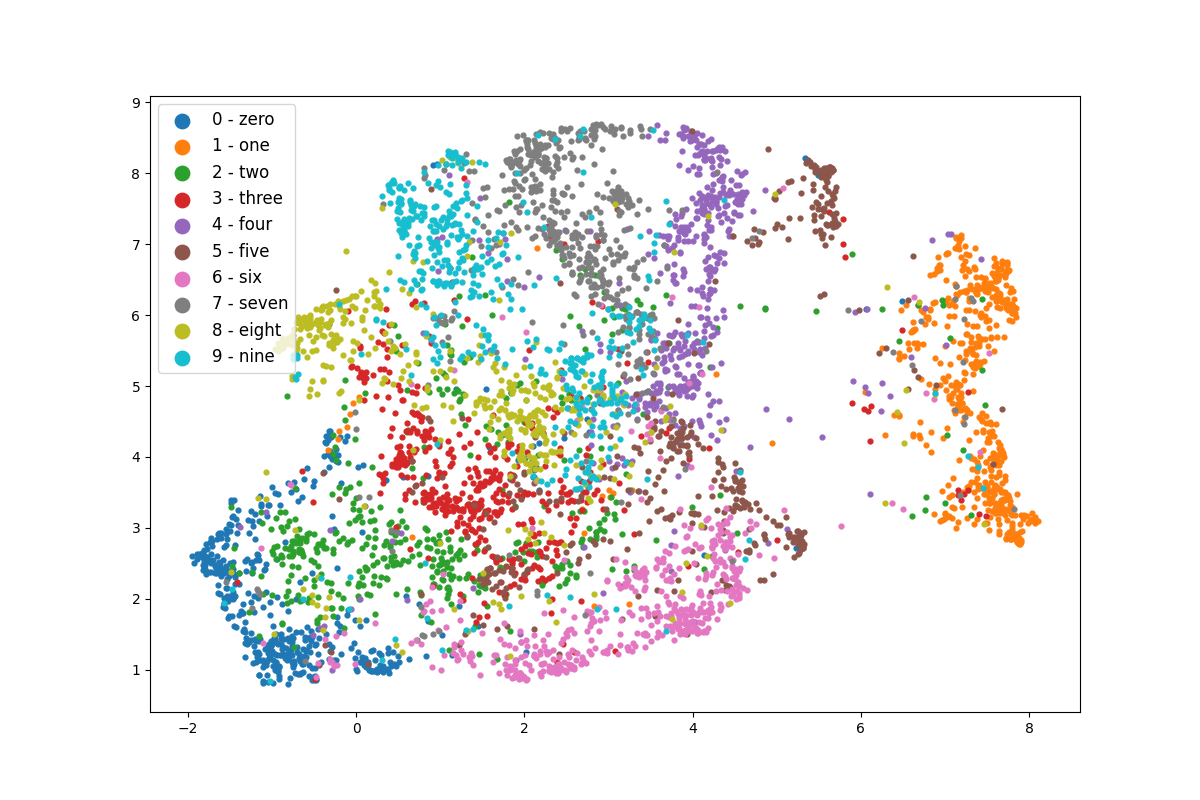 9
8
7
6
5
4
3
2
1
0 - zero
1 - one
2 - two
3 - three
4 - four
5 - five
6 - six
7 - seven
8 - eight
9 - nine
−2 0 2 4 6 8